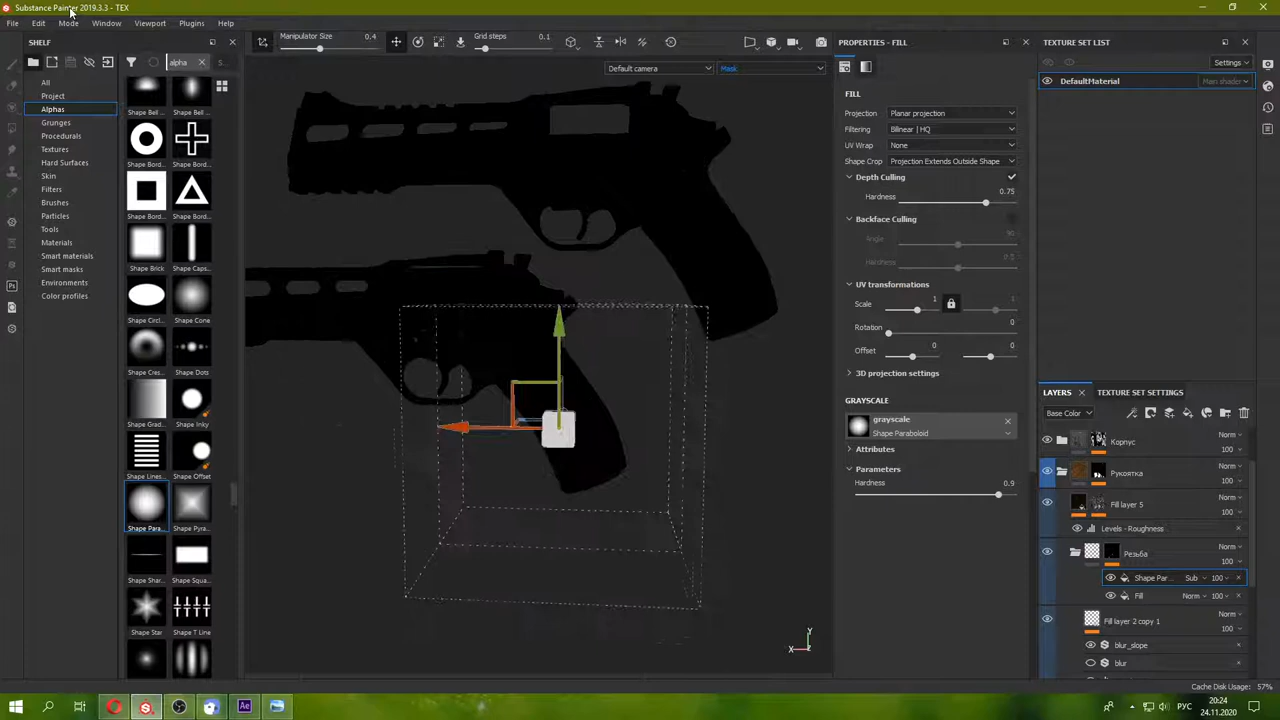 Substance Painter 2019.3.3 - TEX
File Edit Mode Window Viewport Plugins Help
SHELF
alpha
All
Project
Alphas
Grunges
Procedurals
Textures
Hard Surfaces
Skin
Filters
Brushes
Particles
Tools
Materials
Smart materials
Smart masks
Environments
Color profiles
Shape Bell ... Shape Bell ...
Shape Bord... Shape Bord...
Shape Bord... Shape Bord...
Shape Brick Shape Caps...
Shape Circl... Shape Cone
Shape Cres... Shape Dots
Shape Grad... Shape Inky
Shape Lines... Shape Offset
Shape Para... Shape Pyra...
Shape Shar... Shape Squa...
Shape Star Shape T Line
Manipulator Size 0.4
Grid steps 0.1
Default camera
Mask
Y
X
PROPERTIES - FILL
FILL
Projection Planar projection
Filtering Bilinear | HQ
UV Wrap None
Shape Crop Projection Extends Outside Shape
Depth Culling
Hardness 0.75
Backface Culling
Angle 90
Hardness 0.5
UV transformations
Scale 1 1
Rotation 0
Offset 0 0
3D projection settings
GRAYSCALE
grayscale
Shape Paraboloid
Attributes
Parameters
Hardness 0.9
TEXTURE SET LIST
Settings
DefaultMaterial Main shader
LAYERS TEXTURE SET SETTINGS
Base Color
Корпус Norm 100
Рукоятка Norm 100
Fill layer 5 Norm 100
Levels - Roughness
Резьба Norm 100
Shape Par... Sub 100
Fill Norm 100
Fill layer 2 copy 1 Norm 100
blur_slope
blur
Cache Disk Usage: 57%
РУС
20:24
24.11.2020